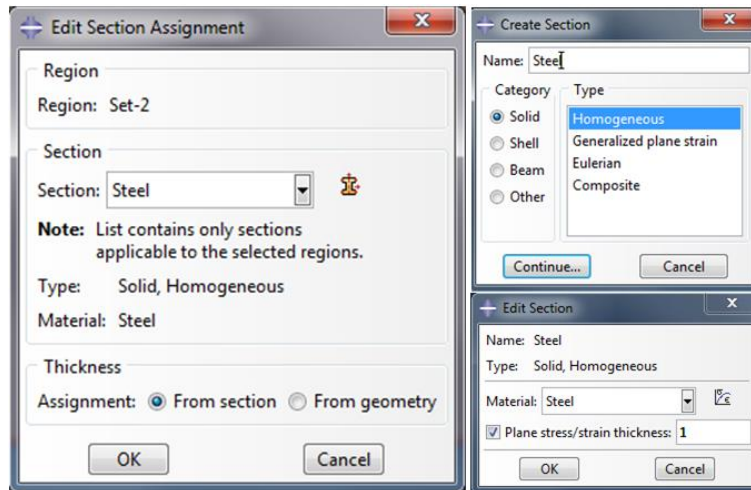 Edit Section Assignment
Region
Region: Set-2
Section
Section: Steel
Note: List contains only sections
applicable to the selected regions.
Type: Solid, Homogeneous
Material: Steel
Thickness
Assignment: From section From geometry
OK Cancel
Create Section
Name: Steel
Category Type
Solid Homogeneous
Shell Generalized plane strain
Beam Eulerian
Other Composite
Continue... Cancel
Edit Section
Name: Steel
Type: Solid, Homogeneous
Material: Steel
Plane stress/strain thickness: 1
OK Cancel